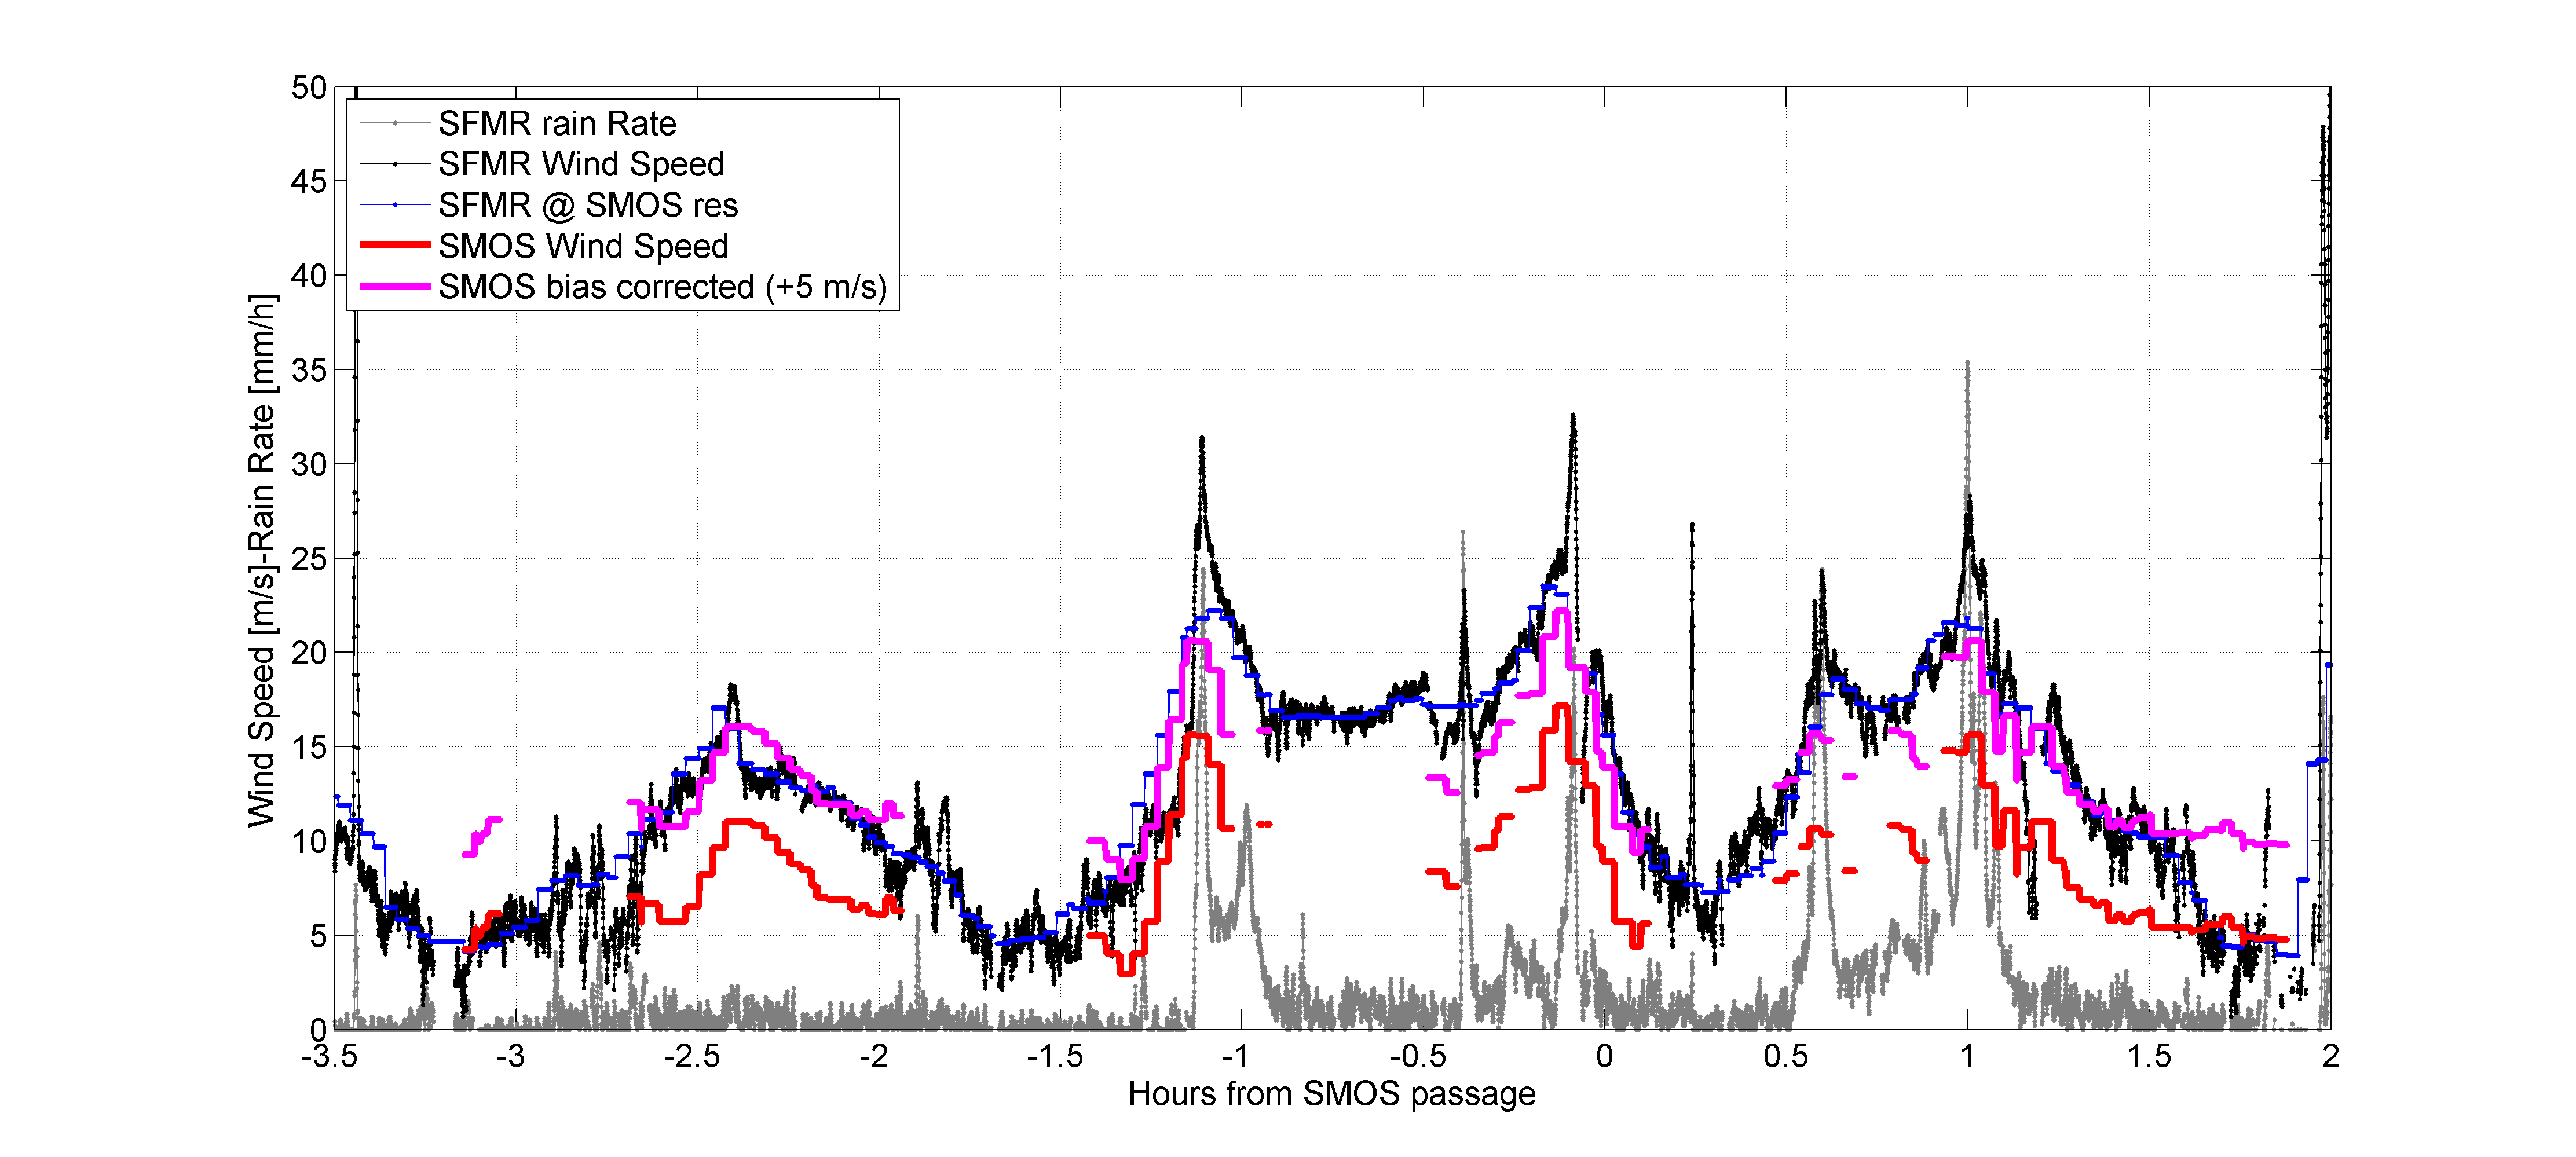 50
45
40
35
30
25
20
15
10
5
0
Wind Speed [m/s]-Rain Rate [mm/h]
SFMR rain Rate
SFMR Wind Speed
SFMR @ SMOS res
SMOS Wind Speed
SMOS bias corrected (+5 m/s)
-3.5 -3 -2.5 -2 -1.5 -1 -0.5 0 0.5 1 1.5 2
Hours from SMOS passage